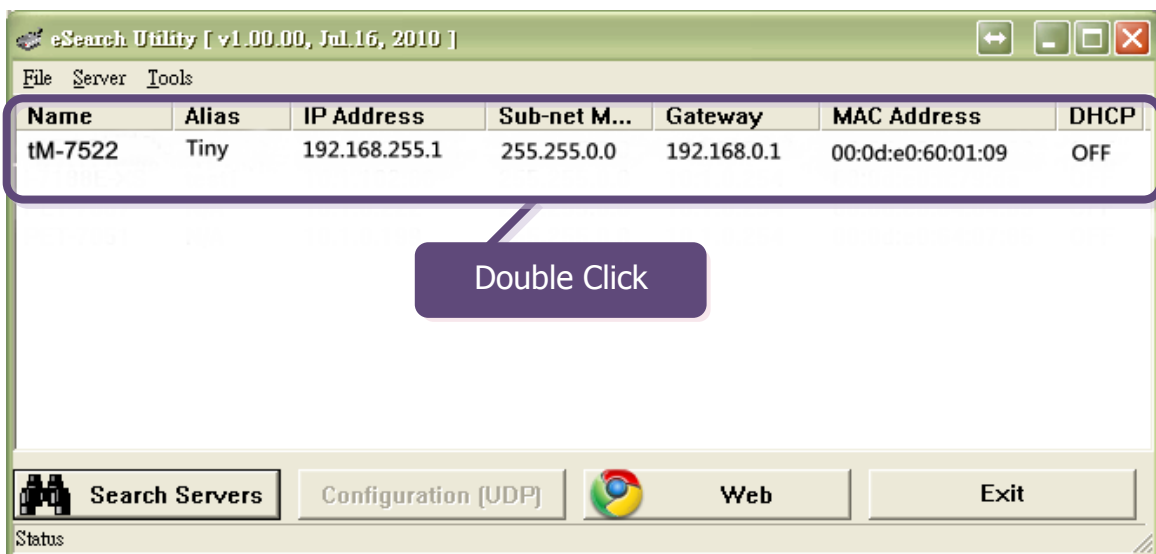 eSearch Utility [ v1.00.00, Jul.16, 2010 ]
File Server Tools
Name Alias IP Address Sub-net M... Gateway MAC Address DHCP
tM-7522 Tiny 192.168.255.1 255.255.0.0 192.168.0.1 00:0d:e0:60:01:09 OFF
Double Click
Search Servers Configuration (UDP) Web Exit
Status